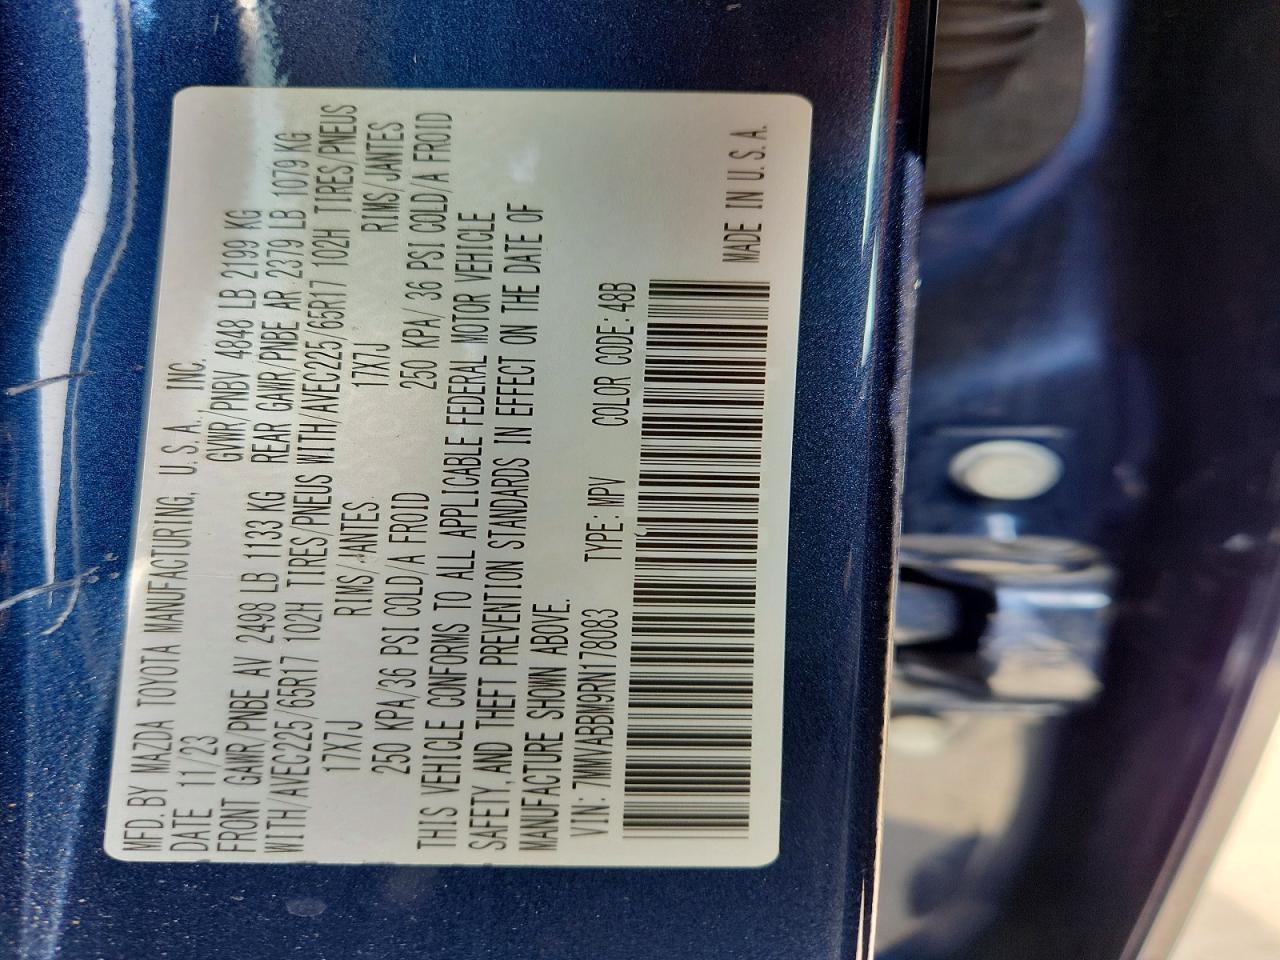 MFD.BY MAZDA TOYOTA MANUFACTURING, U.S.A., INC.
DATE 11/23 GWR/PNBV 4848 LB 2199 KG
FRONT GAWR/PNBE AV 2498 LB 1133 KG REAR GAWR/PNBE AR 2379 LB 1079 KG
WITH/AVEC225/65R17 102H TIRES/PNEUS WITH/AVEC225/65R17 102H TIRES/PNEUS
17X7J RIMS/JANTES 17X7J RIMS/JANTES
250 KPA/36 PSI COLD/A FROID 250 KPA/ 36 PSI COLD/A FROID
THIS VEHICLE CONFORMS TO ALL APPLICABLE FEDERAL MOTOR VEHICLE
SAFETY, AND THEFT PREVENTION STANDARDS IN EFFECT ON THE DATE OF
MANUFACTURE SHOWN ABOVE.
VIN: 7MMVABBM9RN178083 TYPE: MPV COLOR CODE: 48B
MADE IN U.S.A.